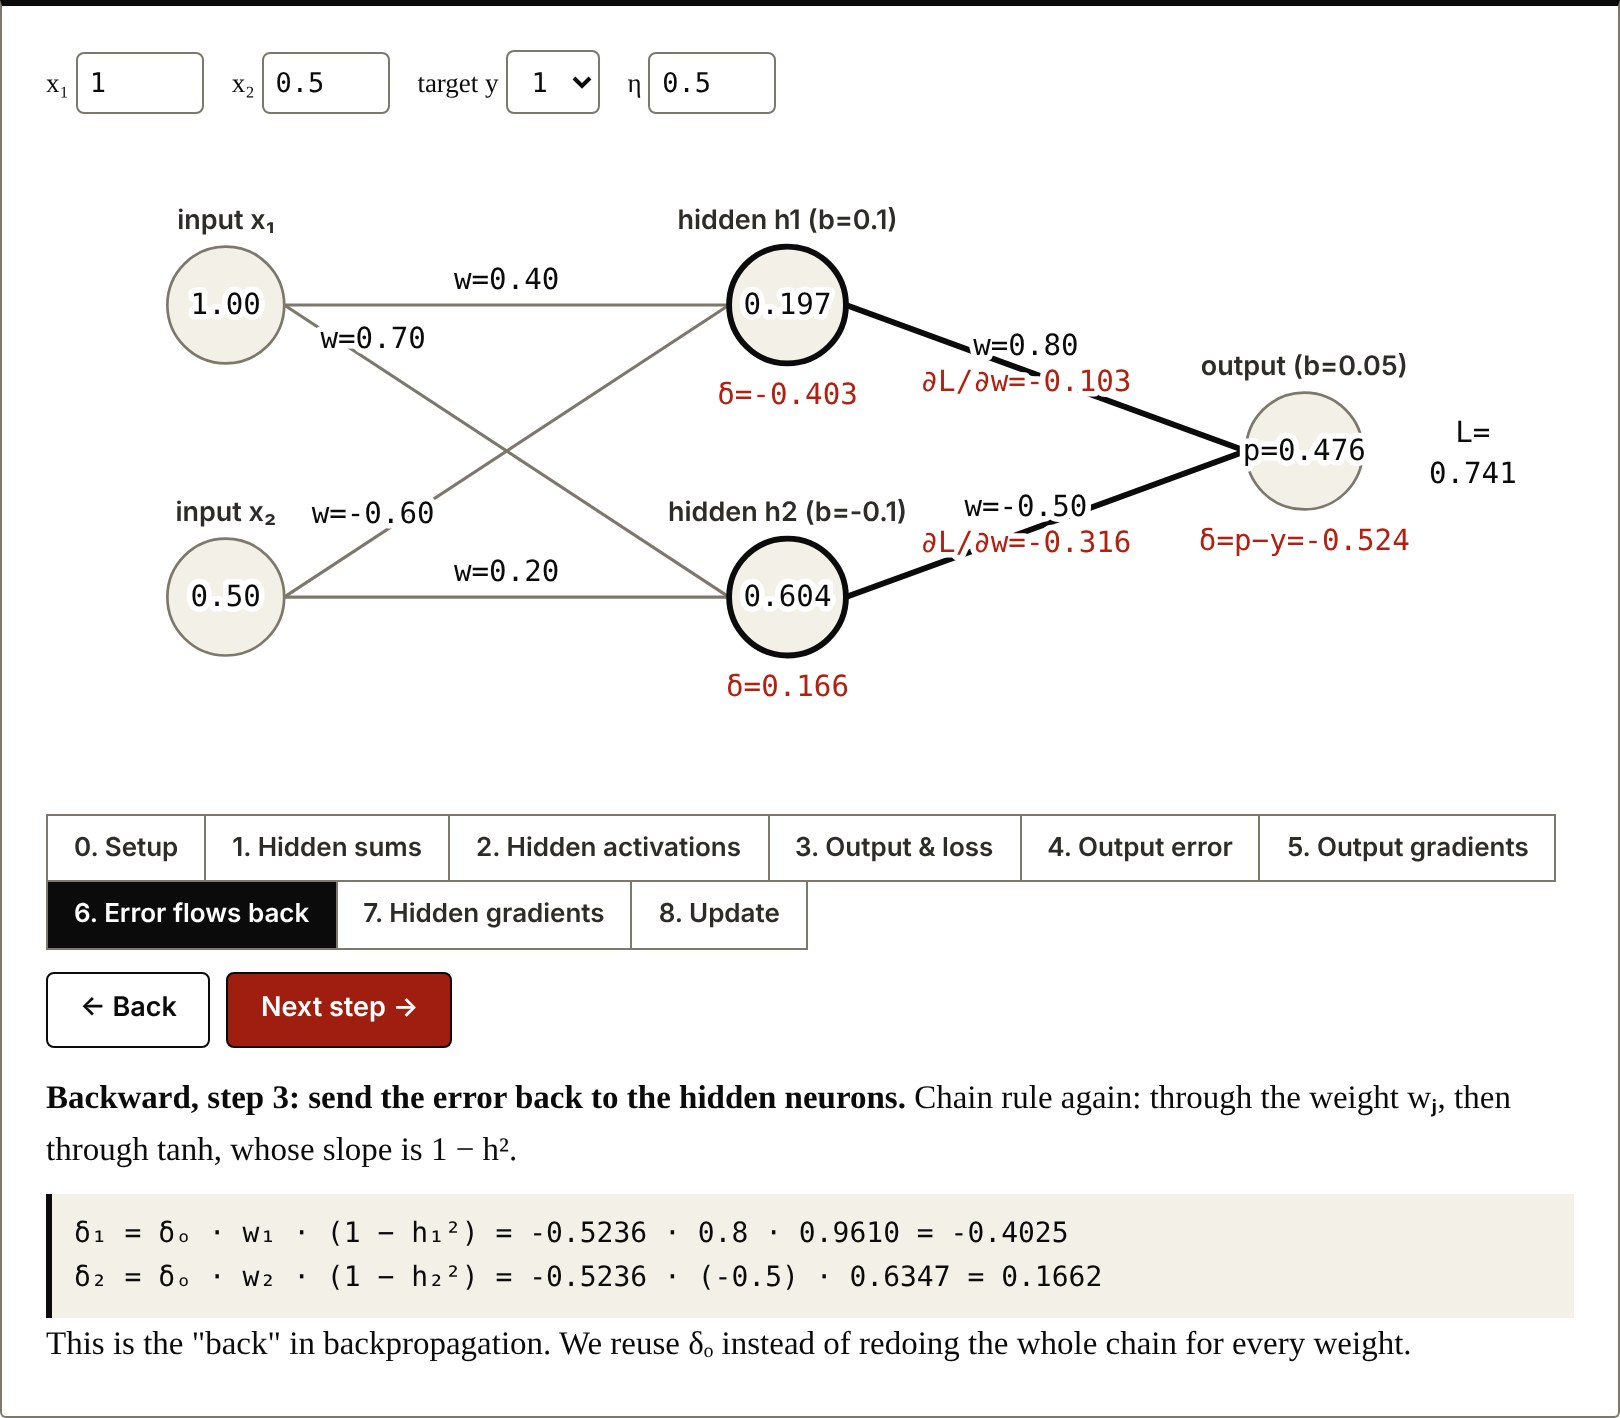 x₁ 1 x₂ 0.5 target y 1 η 0.5
input x₁
hidden h1 (b=0.1)
1.00
w=0.40
0.197
w=0.70
w=0.80
δ=-0.403
∂L/∂w=-0.103
output (b=0.05)
p=0.476
L=
0.741
input x₂
w=-0.60
hidden h2 (b=-0.1)
w=-0.50
∂L/∂w=-0.316
δ=p−y=-0.524
0.50
w=0.20
0.604
δ=0.166
0. Setup 1. Hidden sums 2. Hidden activations 3. Output & loss 4. Output error 5. Output gradients
6. Error flows back 7. Hidden gradients 8. Update
← Back Next step →
Backward, step 3: send the error back to the hidden neurons. Chain rule again: through the weight wⱼ, then
through tanh, whose slope is 1 − h².
δ₁ = δₒ · w₁ · (1 − h₁²) = -0.5236 · 0.8 · 0.9610 = -0.4025
δ₂ = δₒ · w₂ · (1 − h₂²) = -0.5236 · (-0.5) · 0.6347 = 0.1662
This is the "back" in backpropagation. We reuse δₒ instead of redoing the whole chain for every weight.